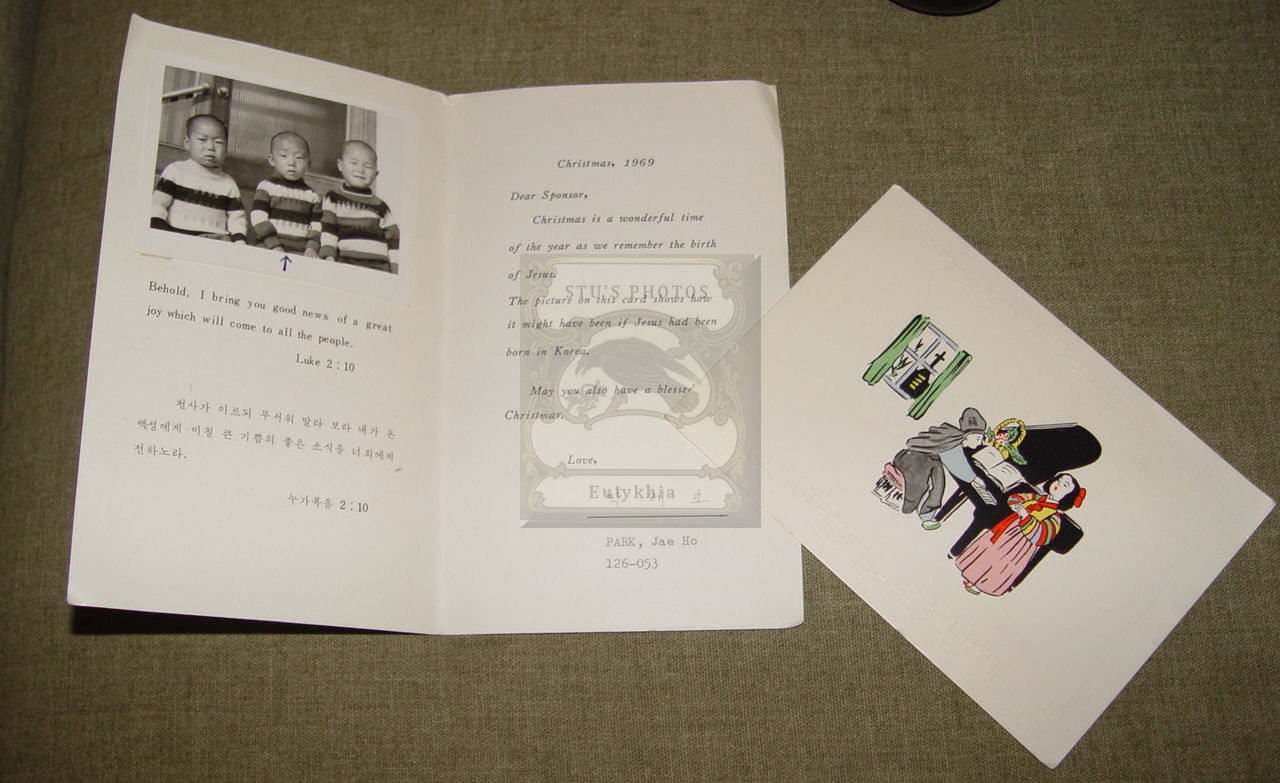 Behold, I bring you good news of a great
joy which will come to all the people.
Luke 2:10
천사가 이르되 무서워 말라 보라 내가 온
백성에게 미칠 큰 기쁨의 좋은 소식을 너희에게
전하노라.
누가복음 2:10
Christmas, 1969
Dear Sponsor,
Christmas is a wonderful time
of the year as we remember the birth
of Jesus.
STU'S PHOTOS
The picture on this card shows how
it might have been if Jesus had been
born in Korea.
May you also have a blesse
Christmas.
Love,
Eutykhia
PARK, Jae Ho
126-053